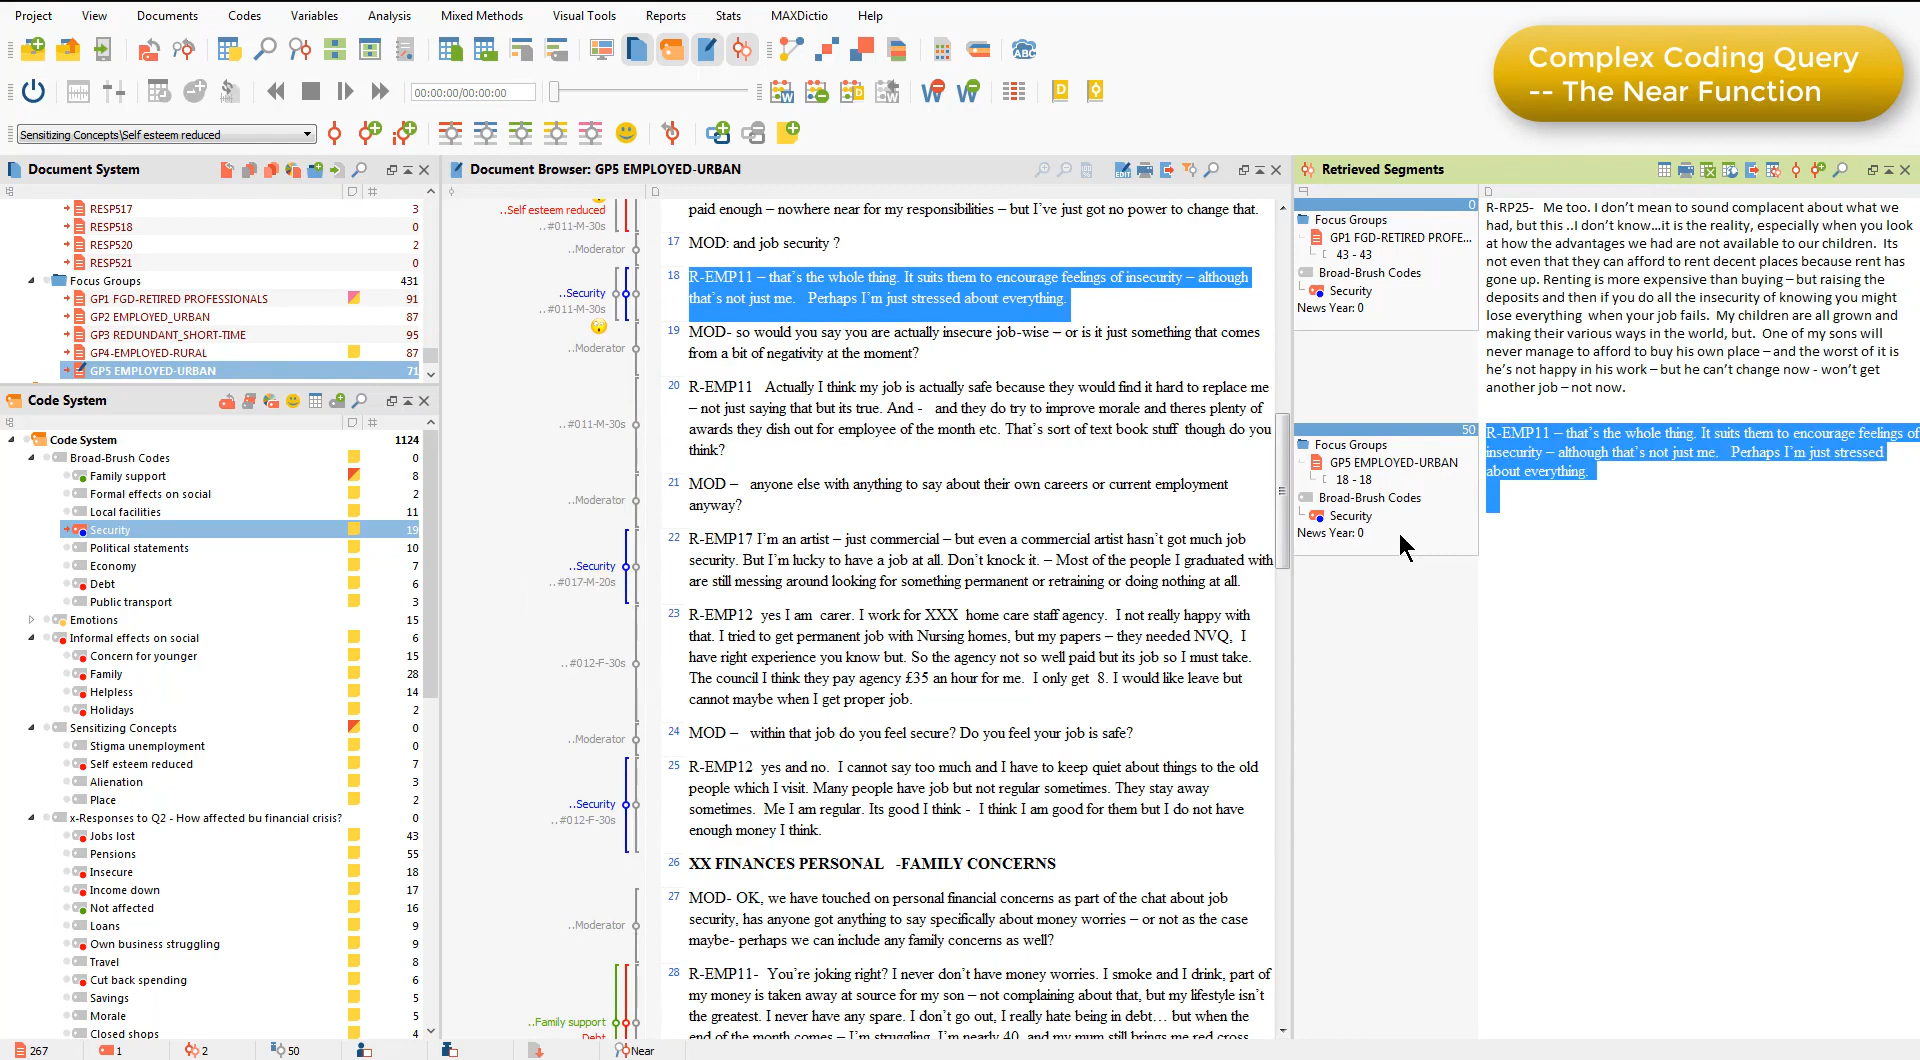 Project View Documents Codes Variables Analysis Mixed Methods Visual Tools Reports Stats MAXDictio Help
Complex Coding Query
-- The Near Function
00:00:00/00:00:00
Sensitizing Concepts\Self esteem reduced
Document System
RESP517 3
RESP518 0
RESP520 2
RESP521 0
Focus Groups 431
GP1 FGD-RETIRED PROFESSIONALS 91
GP2 EMPLOYED_URBAN 87
GP3 REDUNDANT_SHORT-TIME 95
GP4-EMPLOYED-RURAL 87
GP5 EMPLOYED-URBAN 71
Code System
Code System 1124
Broad-Brush Codes 0
Family support 8
Formal effects on social 2
Local facilities 11
Security 19
Political statements 10
Economy 7
Debt 6
Public transport 3
Emotions 15
Informal effects on social 6
Concern for younger 15
Family 28
Helpless 14
Holidays 2
Sensitizing Concepts 0
Stigma unemployment 5
Self esteem reduced 7
Alienation 3
Place 2
x-Responses to Q2 - How affected bu financial crisis? 0
Jobs lost 43
Pensions 55
Insecure 18
Income down 17
Not affected 16
Loans 9
Own business struggling 9
Travel 8
Cut back spending 6
Savings 5
Morale 5
Closed shops 4
Document Browser: GP5 EMPLOYED-URBAN
..Self esteem reduced
..#011-M-30s
..Moderator
..Security
..#011-M-30s
..Moderator
..#011-M-30s
..Moderator
..Security
..#017-M-20s
..#012-F-30s
..Moderator
..Security
..#012-F-30s
..Moderator
..Family support
Debt
paid enough – nowhere near for my responsibilities – but I've just got no power to change that.
17 MOD: and job security ?
18 R-EMP11 – that's the whole thing. It suits them to encourage feelings of insecurity – although
that's not just me. Perhaps I'm just stressed about everything.
19 MOD- so would you say you are actually insecure job-wise – or is it just something that comes
from a bit of negativity at the moment?
20 R-EMP11 Actually I think my job is actually safe because they would find it hard to replace me
– not just saying that but its true. And - and they do try to improve morale and theres plenty of
awards they dish out for employee of the month etc. That's sort of text book stuff though do you
think?
21 MOD – anyone else with anything to say about their own careers or current employment
anyway?
22 R-EMP17 I'm an artist – just commercial – but even a commercial artist hasn't got much job
security. But I'm lucky to have a job at all. Don't knock it. – Most of the people I graduated with
are still messing around looking for something permanent or retraining or doing nothing at all.
23 R-EMP12 yes I am carer. I work for XXX home care staff agency. I not really happy with
that. I tried to get permanent job with Nursing homes, but my papers – they needed NVQ, I
have right experience you know but. So the agency not so well paid but its job so I must take.
The council I think they pay agency £35 an hour for me. I only get 8. I would like leave but
cannot maybe when I get proper job.
24 MOD – within that job do you feel secure? Do you feel your job is safe?
25 R-EMP12 yes and no. I cannot say too much and I have to keep quiet about things to the old
people which I visit. Many people have job but not regular sometimes. They stay away
sometimes. Me I am regular. Its good I think - I think I am good for them but I do not have
enough money I think.
26 XX FINANCES PERSONAL -FAMILY CONCERNS
27 MOD- OK, we have touched on personal financial concerns as part of the chat about job
security, has anyone got anything to say specifically about money worries – or not as the case
maybe- perhaps we can include any family concerns as well?
28 R-EMP11- You're joking right? I never don't have money worries. I smoke and I drink, part of
my money is taken away at source for my son – not complaining about that, but my lifestyle isn't
the greatest. I never have any spare. I don't go out, I really hate being in debt… but when the
end of the month comes – I'm struggling. I'm nearly 40, and my mum still brings me red cross
Retrieved Segments
0
Focus Groups
GP1 FGD-RETIRED PROFE...
43 - 43
Broad-Brush Codes
Security
News Year: 0
50
Focus Groups
GP5 EMPLOYED-URBAN
18 - 18
Broad-Brush Codes
Security
News Year: 0
R-RP25- Me too. I don't mean to sound complacent about what we
had, but this ..I don't know…it is the reality, especially when you look
at how the advantages we had are not available to our children. Its
not even that they can afford to rent decent places because rent has
gone up. Renting is more expensive than buying – but raising the
deposits and then if you do all the insecurity of knowing you might
lose everything when your job fails. My children are all grown and
making their various ways in the world, but. One of my sons will
never manage to afford to buy his own place – and the worst of it is
he's not happy in his work – but he can't change now - won't get
another job – not now.
R-EMP11 – that's the whole thing. It suits them to encourage feelings of
insecurity – although that's not just me. Perhaps I'm just stressed
about everything.
267 1 2 50 Near